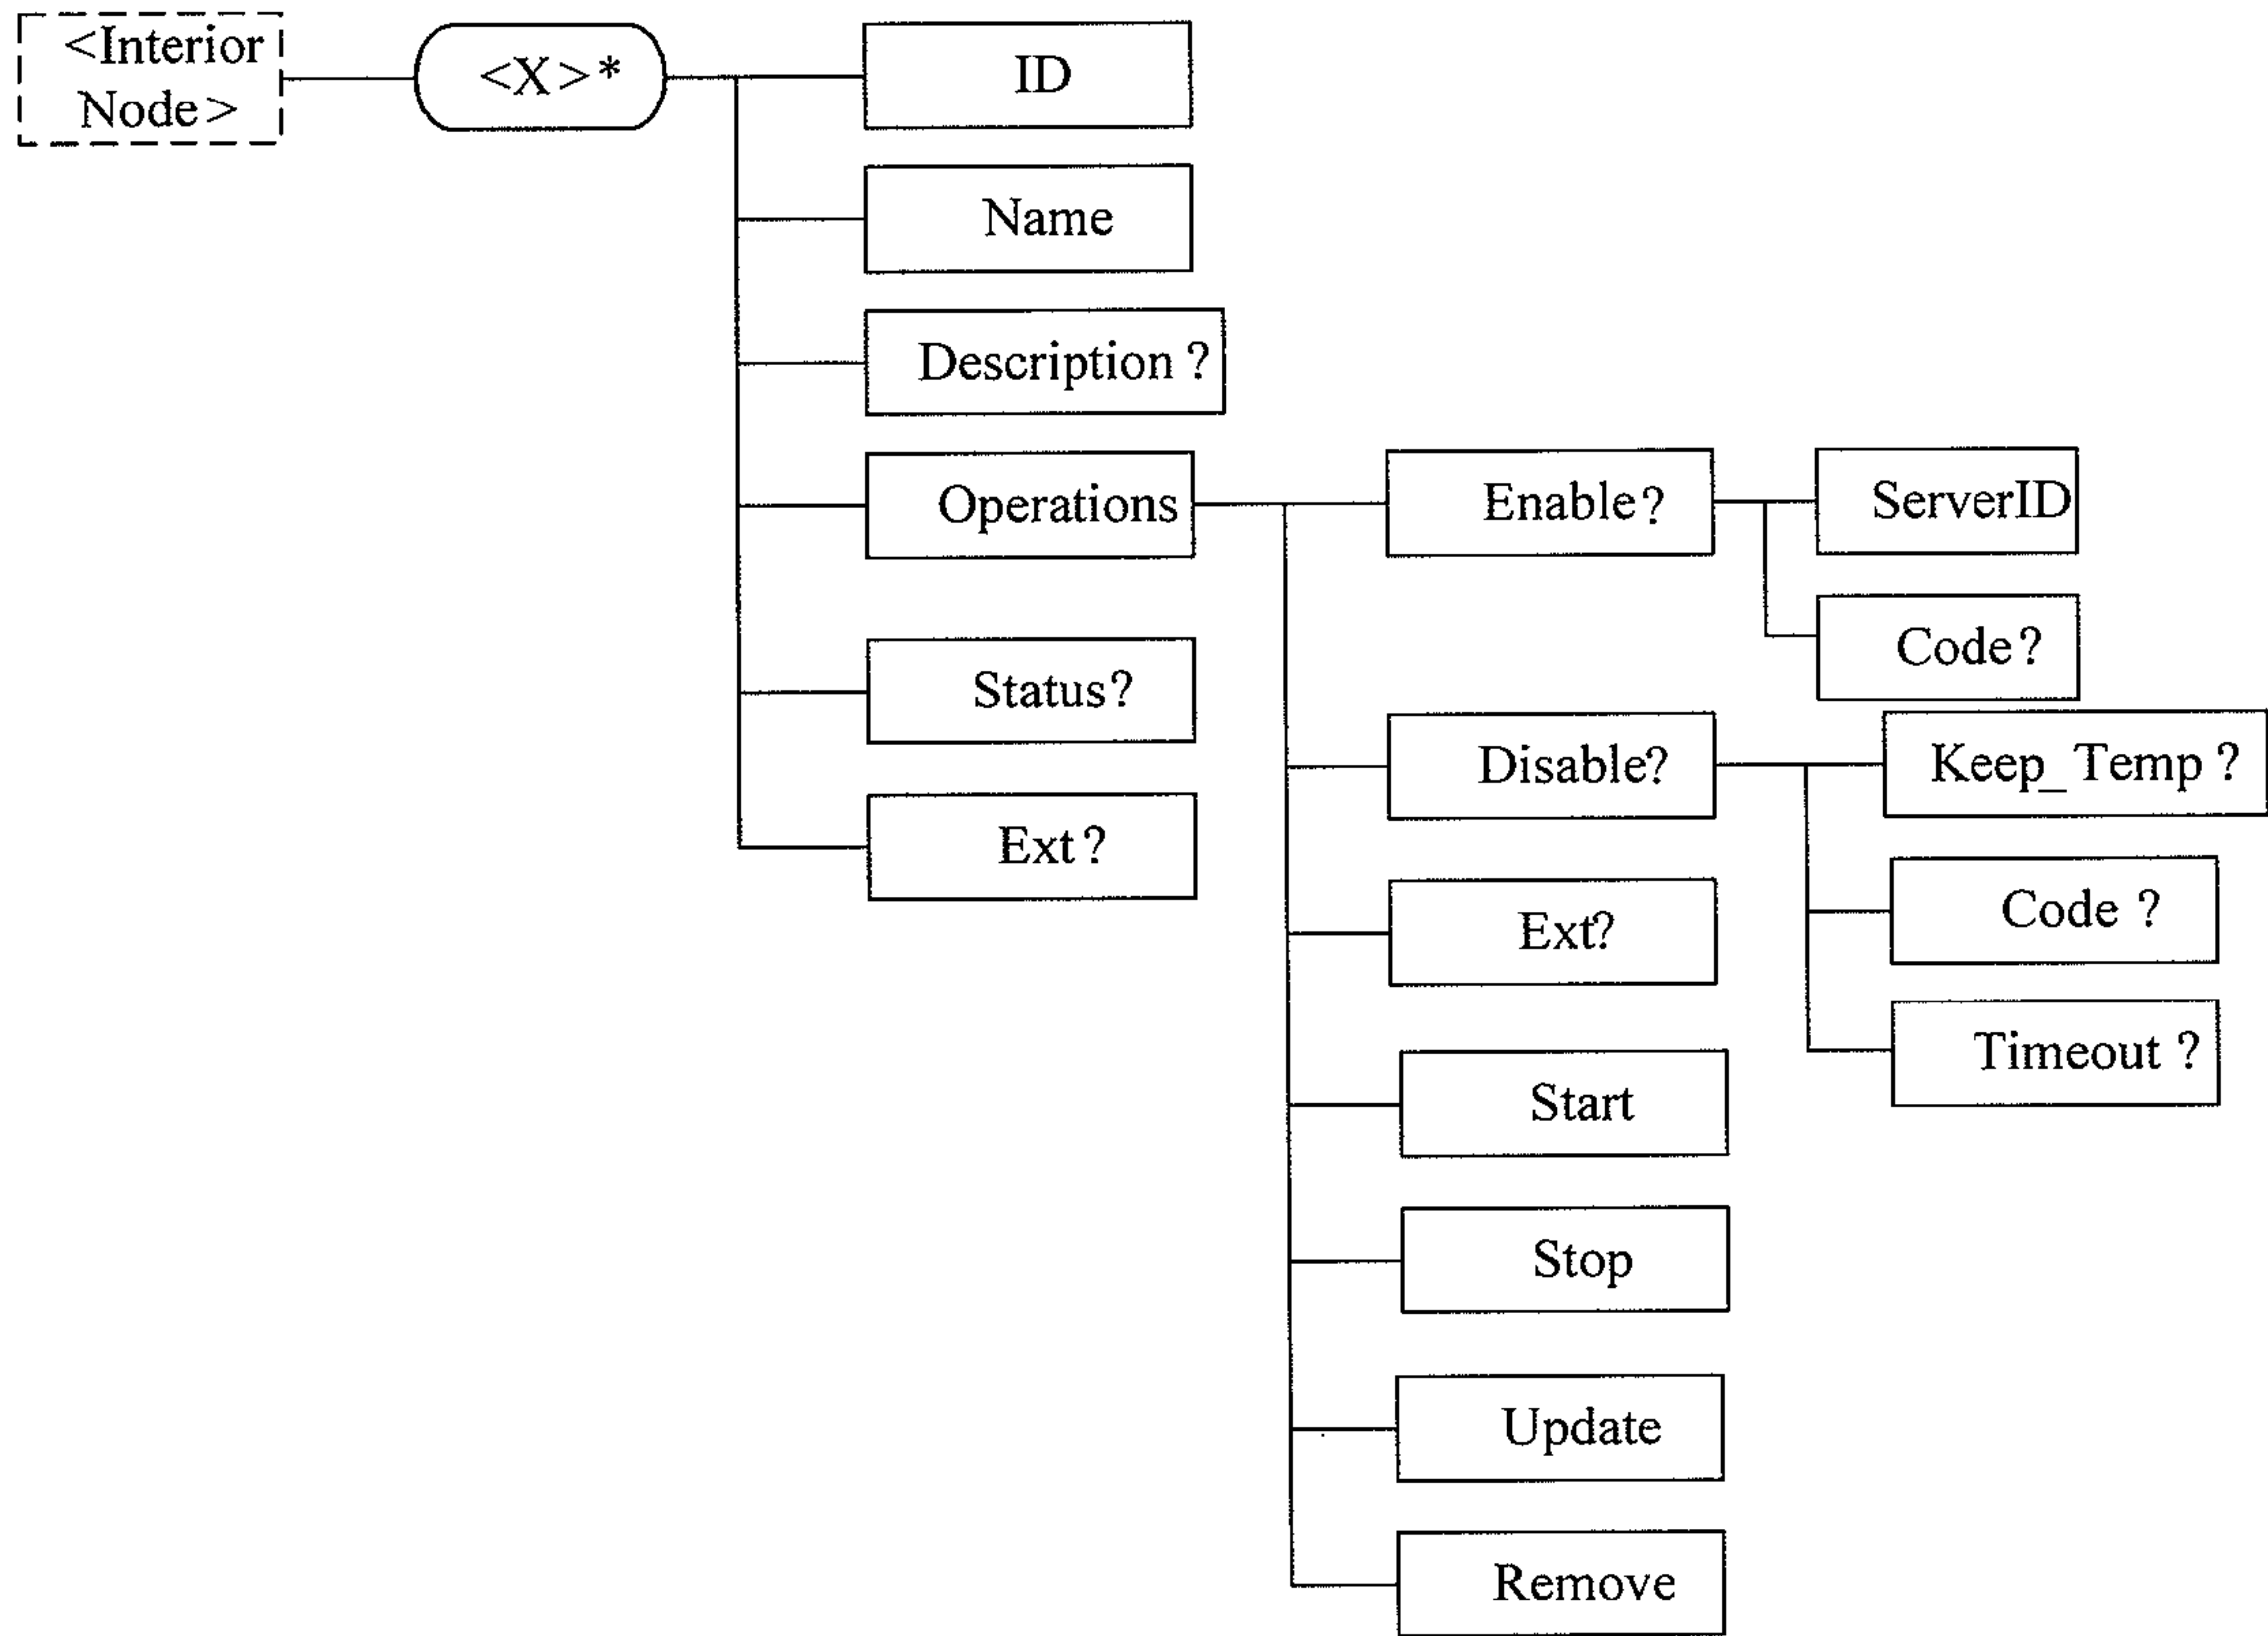 <Interior
Node>
<X>*
ID
Name
Description ?
Operations
Status?
Ext ?
Enable?
ServerID
Code?
Disable?
Keep_Temp ?
Code ?
Timeout ?
Ext?
Start
Stop
Update
Remove